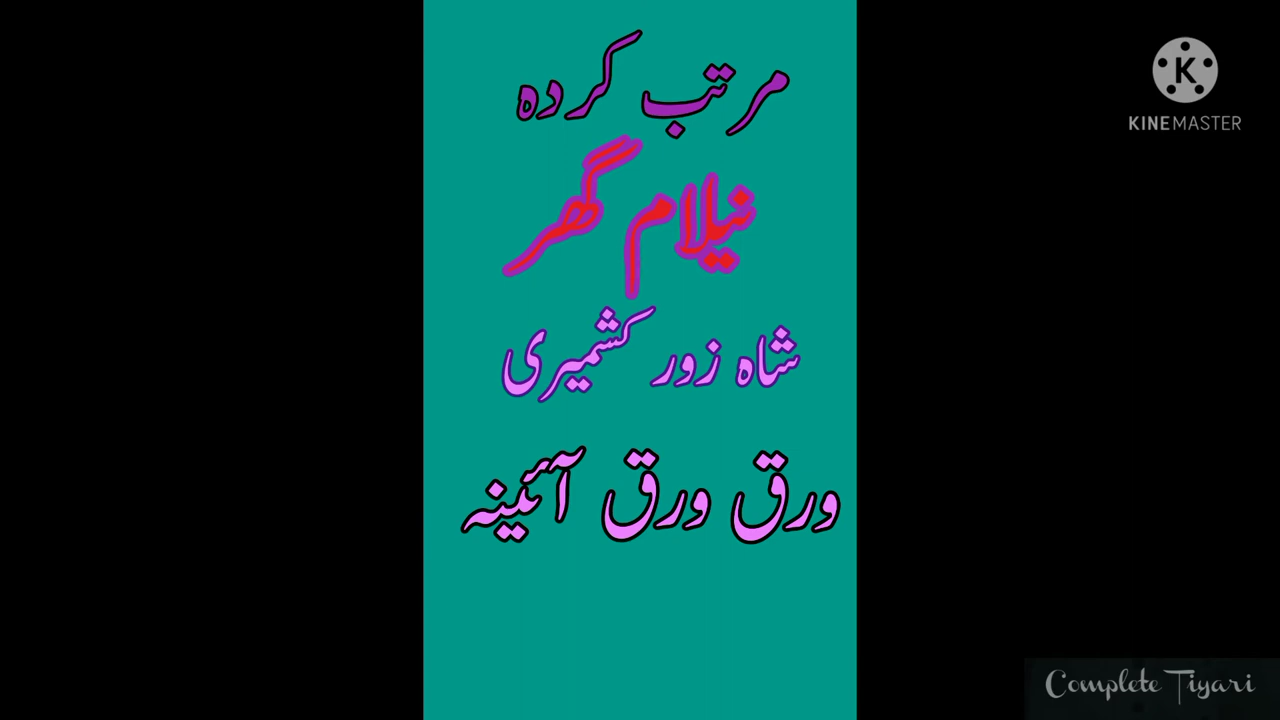 مرتب کردہ
نیلام گھر
شاہ زور کشمیری
ورق ورق آئینہ
K
KINEMASTER
Complete Tiyari